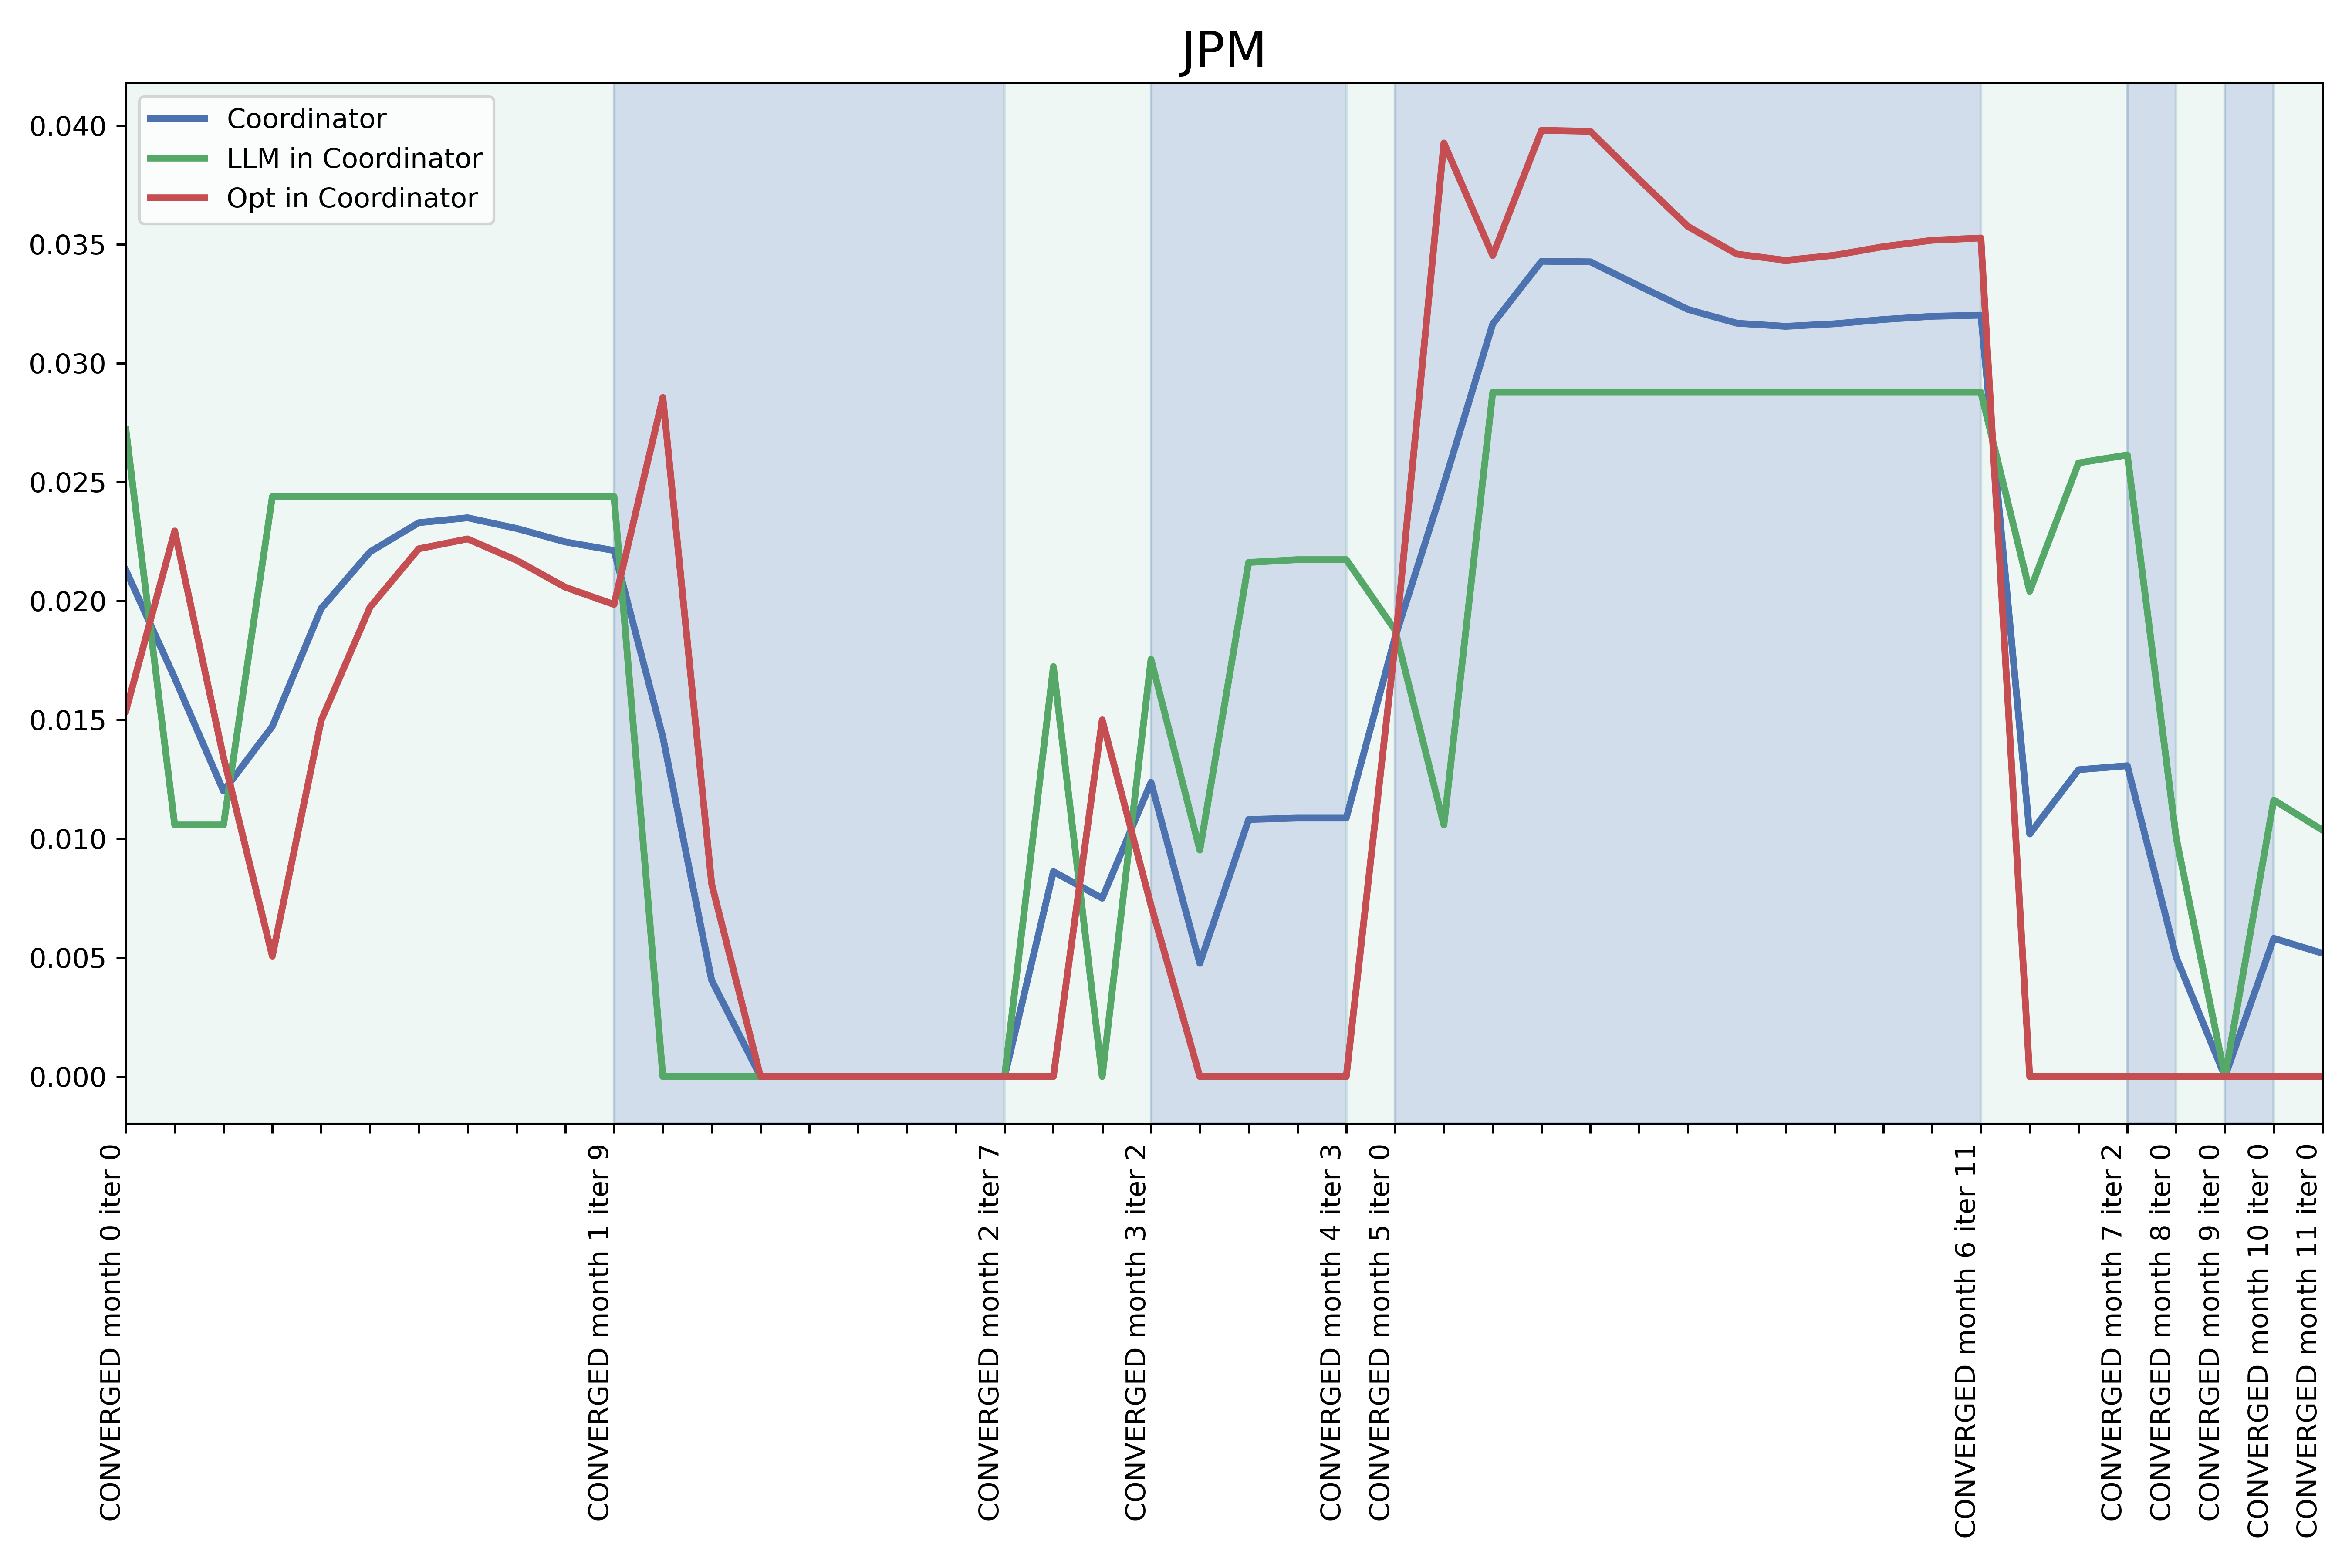 JPM
Coordinator
LLM in Coordinator
Opt in Coordinator
0.040
0.035
0.030
0.025
0.020
0.015
0.010
0.005
0.000
CONVERGED month 0 iter 0
CONVERGED month 1 iter 9
CONVERGED month 2 iter 7
CONVERGED month 3 iter 2
CONVERGED month 4 iter 3
CONVERGED month 5 iter 0
CONVERGED month 6 iter 11
CONVERGED month 7 iter 2
CONVERGED month 8 iter 0
CONVERGED month 9 iter 0
CONVERGED month 10 iter 0
CONVERGED month 11 iter 0